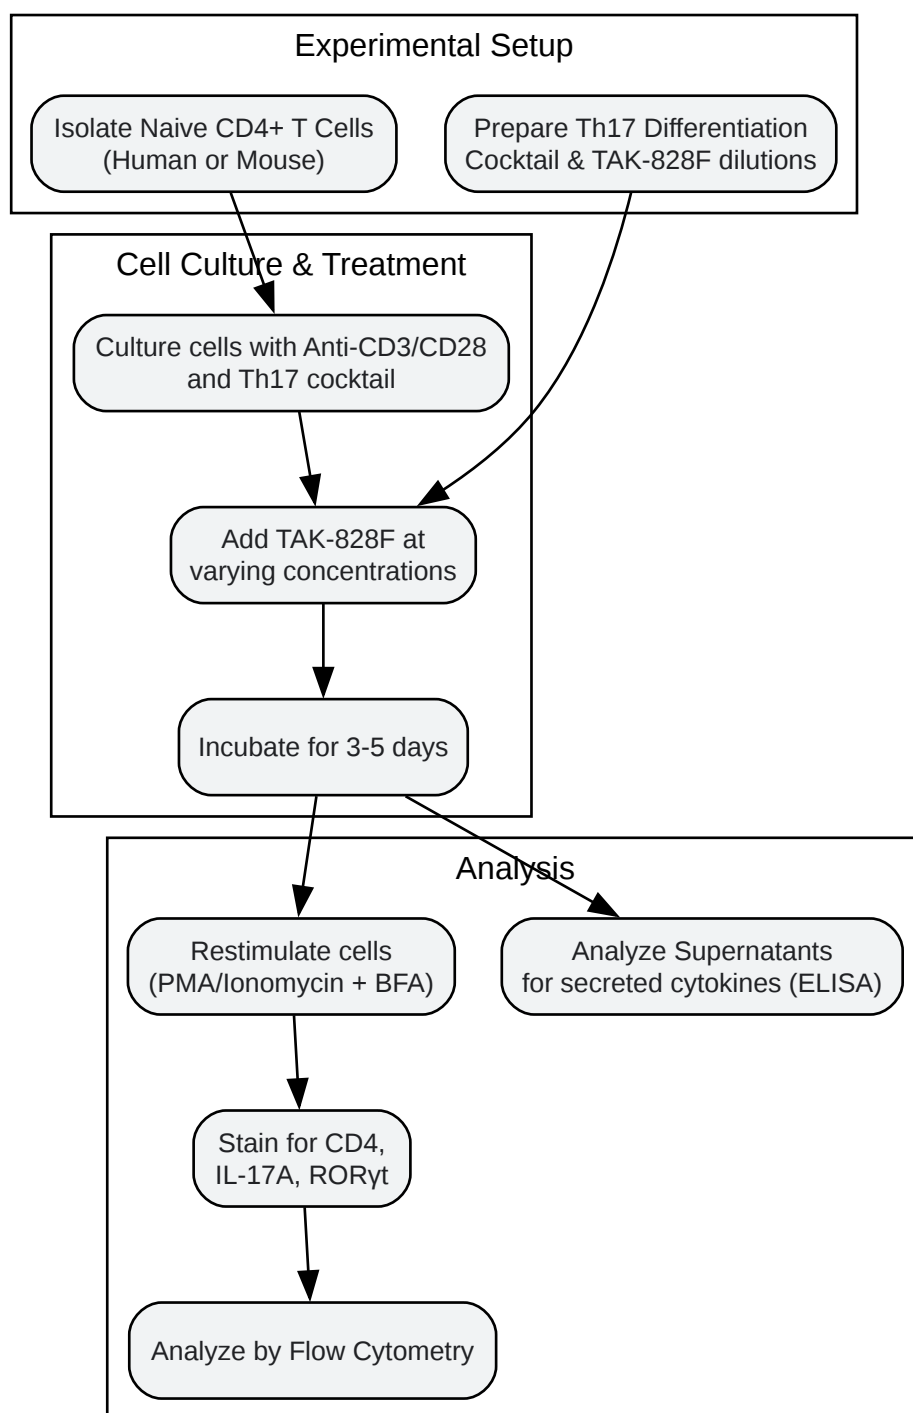 Experimental Setup
Isolate Naive CD4+ T Cells
(Human or Mouse)
Prepare Th17 Differentiation
Cocktail & TAK-828F dilutions
Cell Culture & Treatment
Culture cells with Anti-CD3/CD28
and Th17 cocktail
Add TAK-828F at
varying concentrations
Incubate for 3-5 days
Analysis
Restimulate cells
(PMA/Ionomycin + BFA)
Analyze Supernatants
for secreted cytokines (ELISA)
Stain for CD4,
IL-17A, RORγt
Analyze by Flow Cytometry